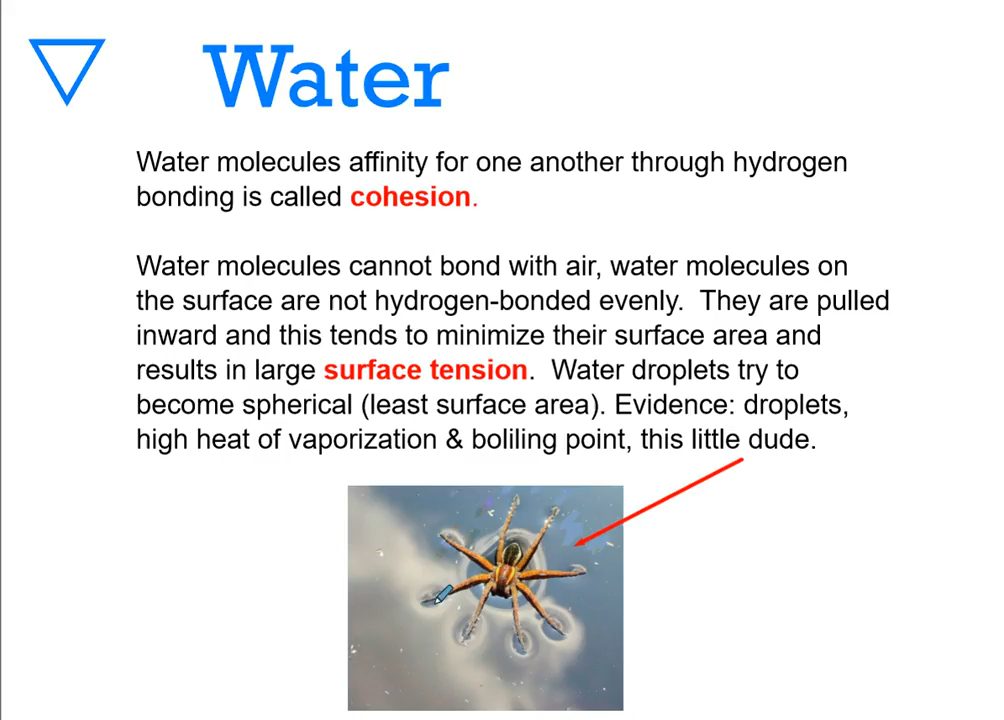 Water
Water molecules affinity for one another through hydrogen
bonding is called cohesion.
Water molecules cannot bond with air, water molecules on
the surface are not hydrogen-bonded evenly.  They are pulled
inward and this tends to minimize their surface area and
results in large surface tension.  Water droplets try to
become spherical (least surface area). Evidence: droplets,
high heat of vaporization & boliling point, this little dude.